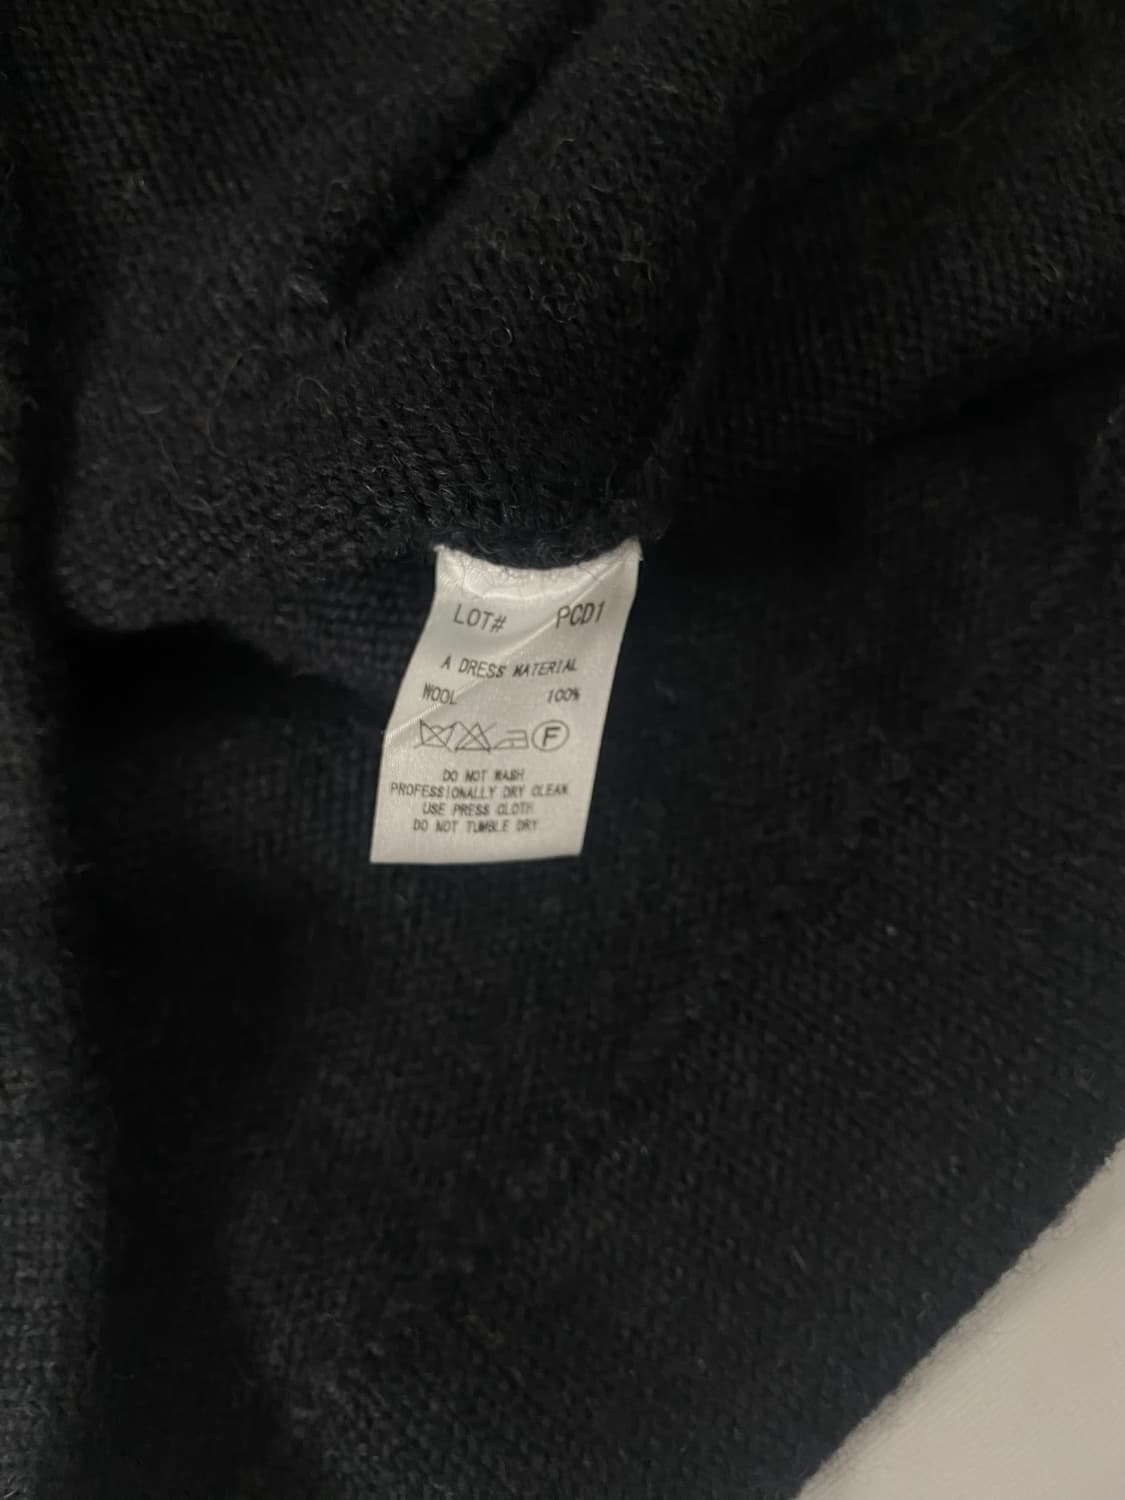 LOT# PCD1
A DRESS MATERIAL
WOOL 100%
F
DO NOT WASH
PROFESSIONALLY DRY CLEAN
USE PRESS CLOTH
DO NOT TUMBLE DRY